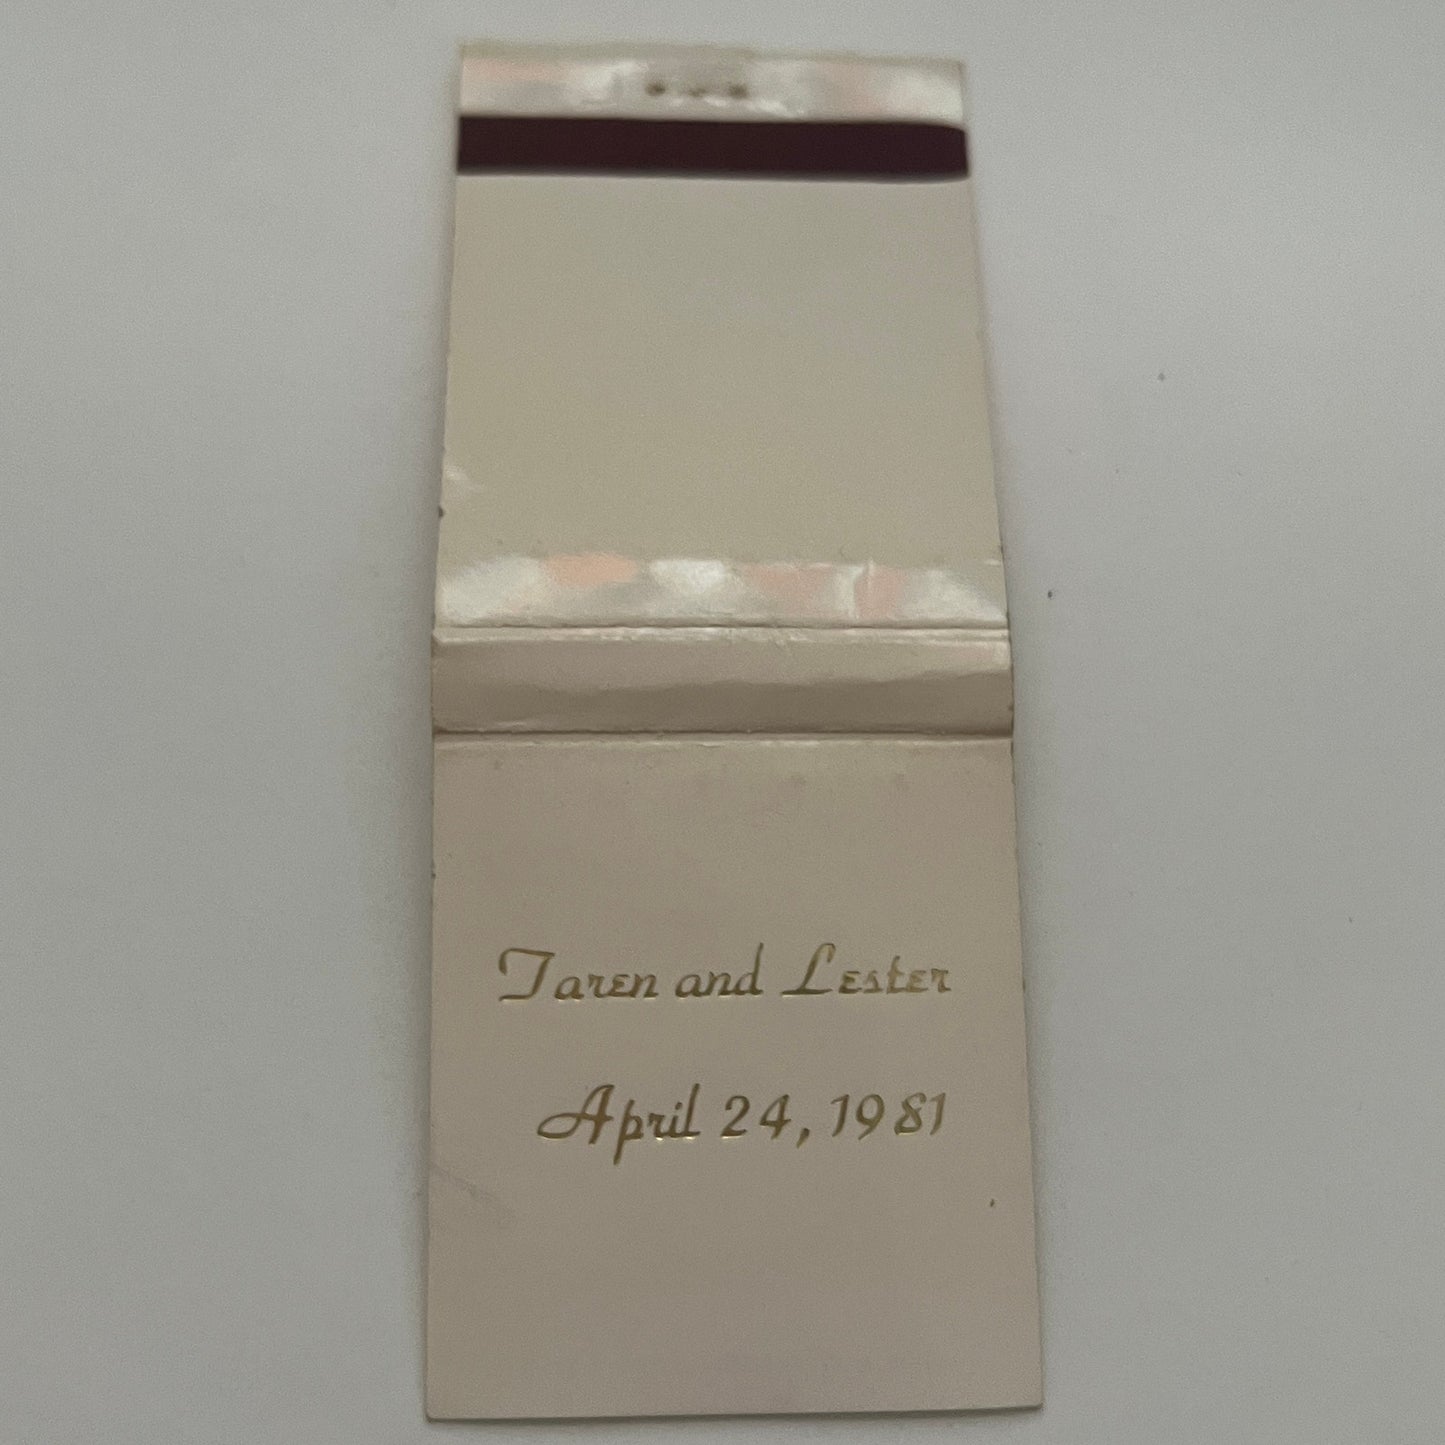 Taren and Lester
April 24, 1981